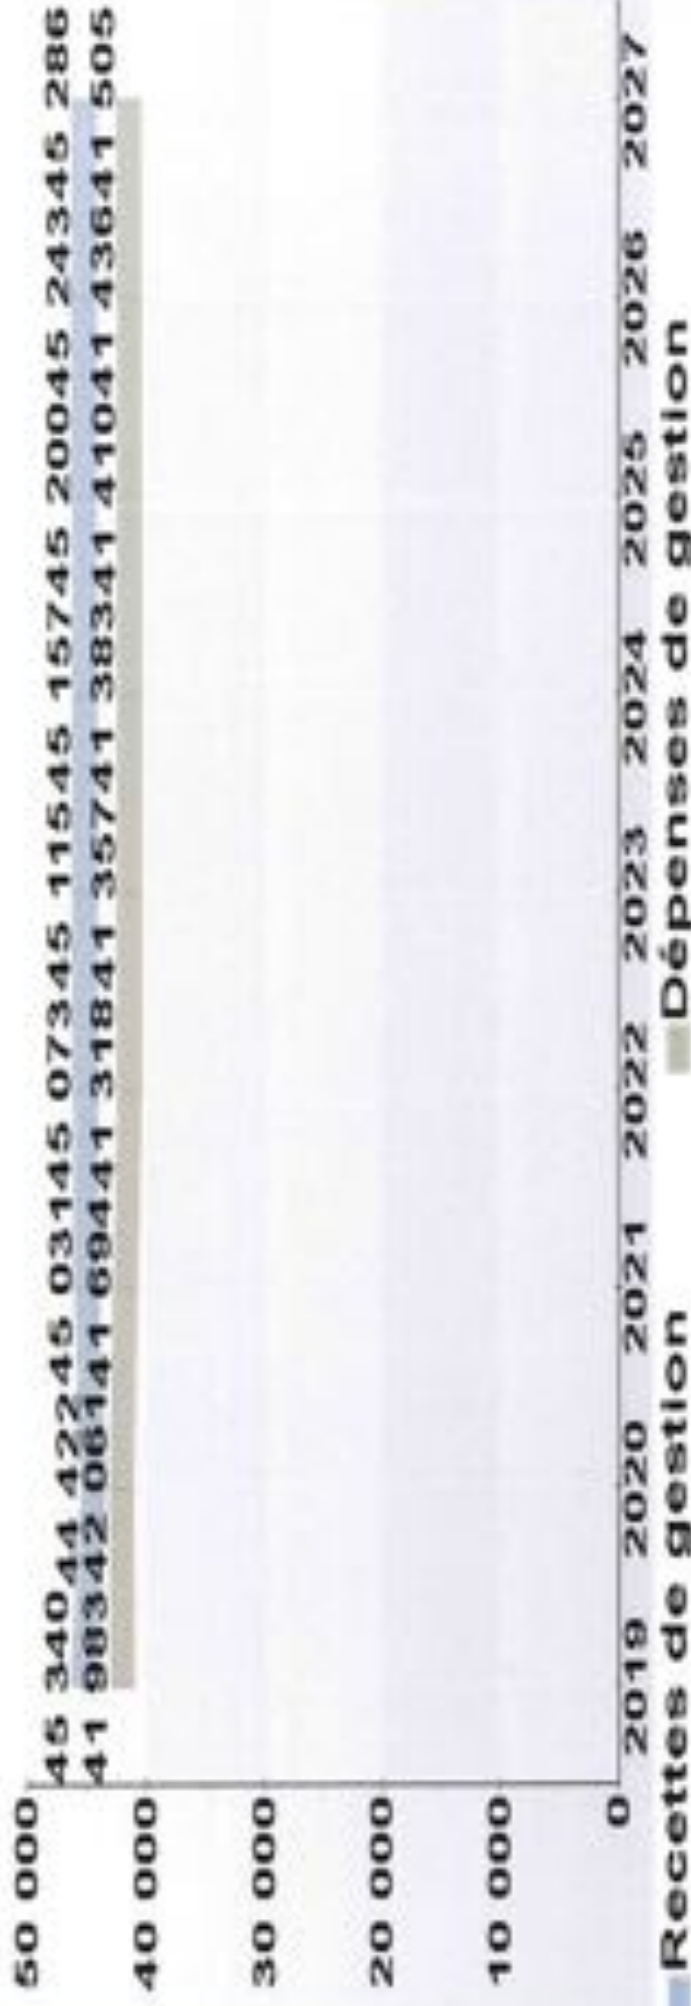 50 000
45 340 44 422 45 031 45 073 45 115 45 157 45 200 45 243 45 286
41 983 42 061 41 694 41 318 41 357 41 383 41 410 41 436 41 505
40 000
30 000
20 000
10 000
0
2019 2020 2021 2022 2023 2024 2025 2026 2027
Recettes de gestion Dépenses de gestion